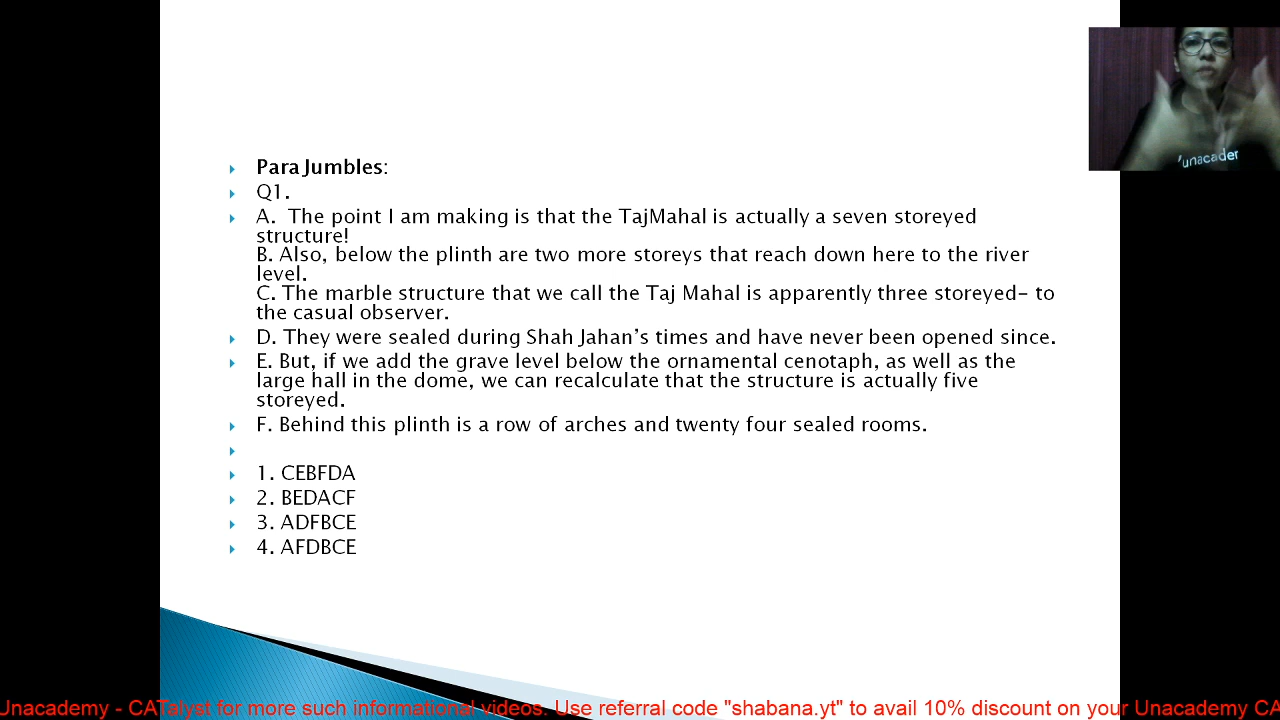 Para Jumbles:
Q1.
A. The point I am making is that the TajMahal is actually a seven storeyed
structure!
B. Also, below the plinth are two more storeys that reach down here to the river
level.
C. The marble structure that we call the Taj Mahal is apparently three storeyed– to
the casual observer.
D. They were sealed during Shah Jahan’s times and have never been opened since.
E. But, if we add the grave level below the ornamental cenotaph, as well as the
large hall in the dome, we can recalculate that the structure is actually five
storeyed.
F. Behind this plinth is a row of arches and twenty four sealed rooms.
1. CEBFDA
2. BEDACF
3. ADFBCE
4. AFDBCE
unacader
Unacademy - CATalyst for more such informational videos. Use referral code "shabana.yt" to avail 10% discount on your Unacademy CA